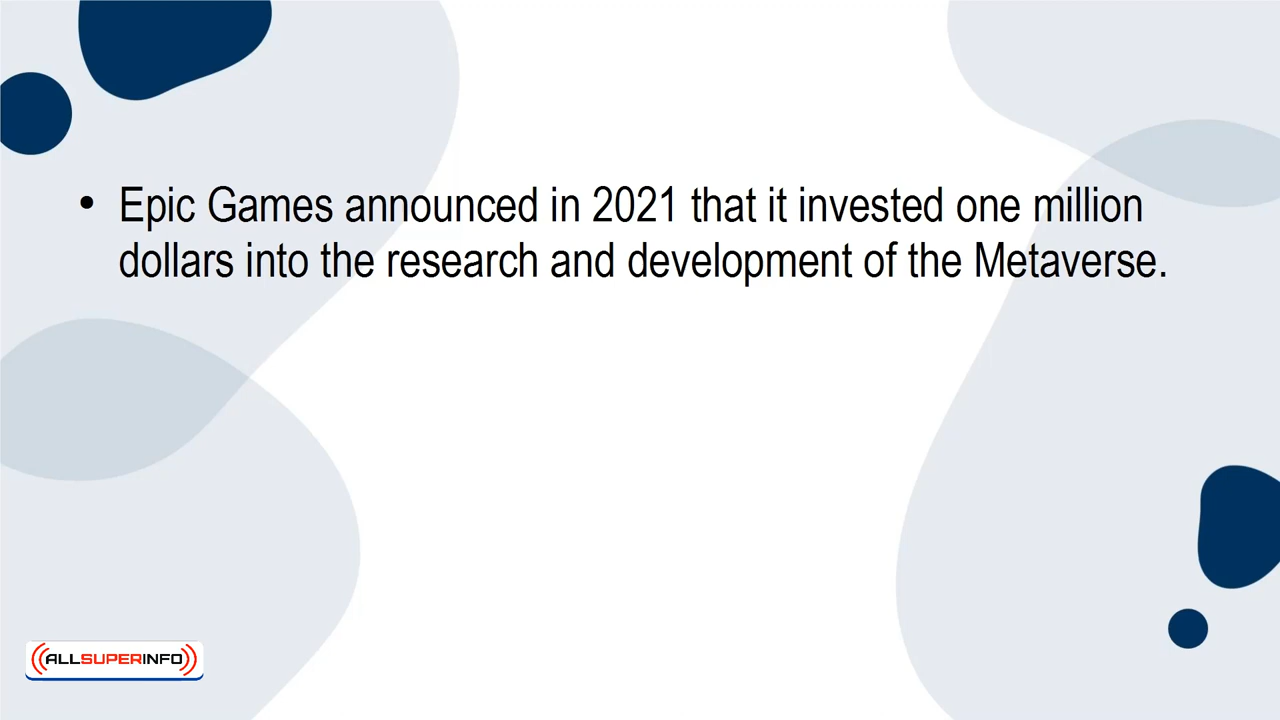 • Epic Games announced in 2021 that it invested one million
dollars into the research and development of the Metaverse.
ALLSUPERINFO